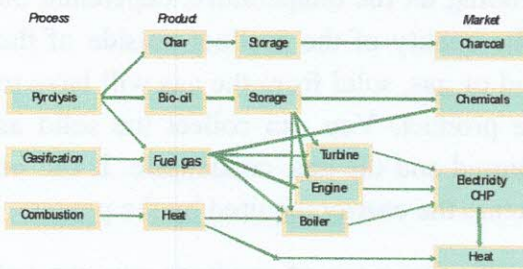 Process Product Market
Char Storage Charcoal
Pyrolysis Bio-oil Storage Chemicals
Gasification Fuel gas Turbine
Engine Electricity
CHP
Combustion Heat Boiler
Heat